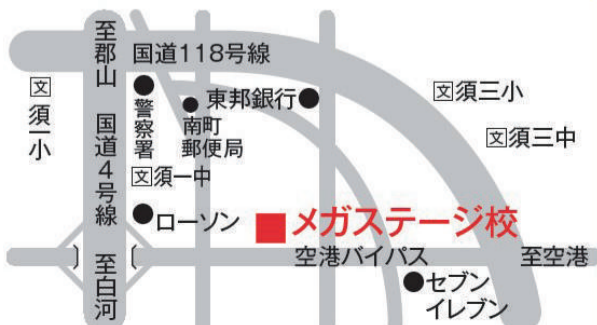 至郡山
国道118号線
文
須一小
国道4号線
警察署
南町
郵便局
東邦銀行
文須三小
文須三中
文須一中
ローソン
メガステージ校
空港バイパス
至空港
至白河
セブン
イレブン